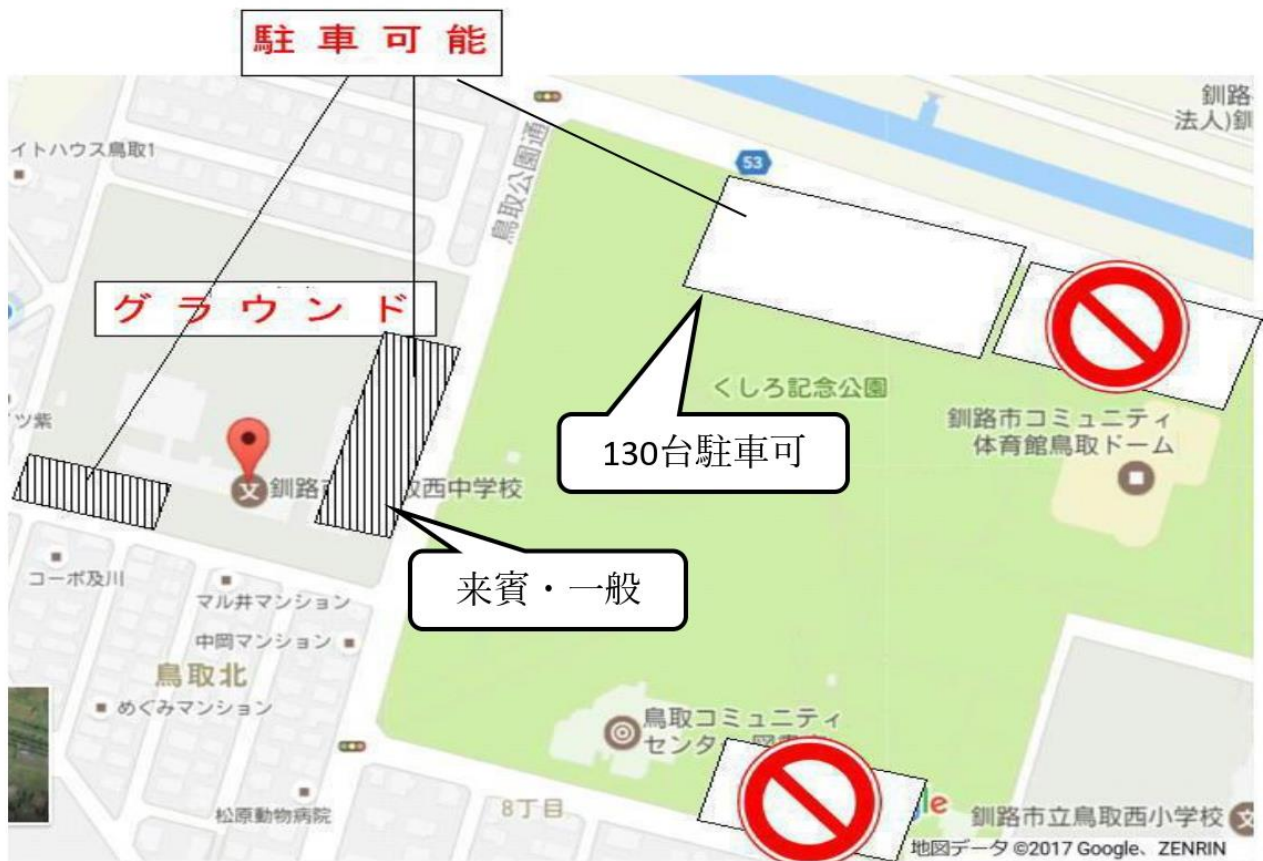 駐車可能
釧路
法人)釧
イトハウス鳥取1
鳥取公園通
53
グラウンド
くしろ記念公園
釧路市コミュニティ
体育館鳥取ドーム
ツ紫
130台駐車可
釧路
取西中学校
来賓・一般
コーポ及川
マル井マンション
中岡マンション
鳥取北
めぐみマンション
鳥取コミュニティ
センター
松原動物病院
8丁目
le
釧路市立鳥取西小学校
地図データ ©2017 Google、ZENRIN